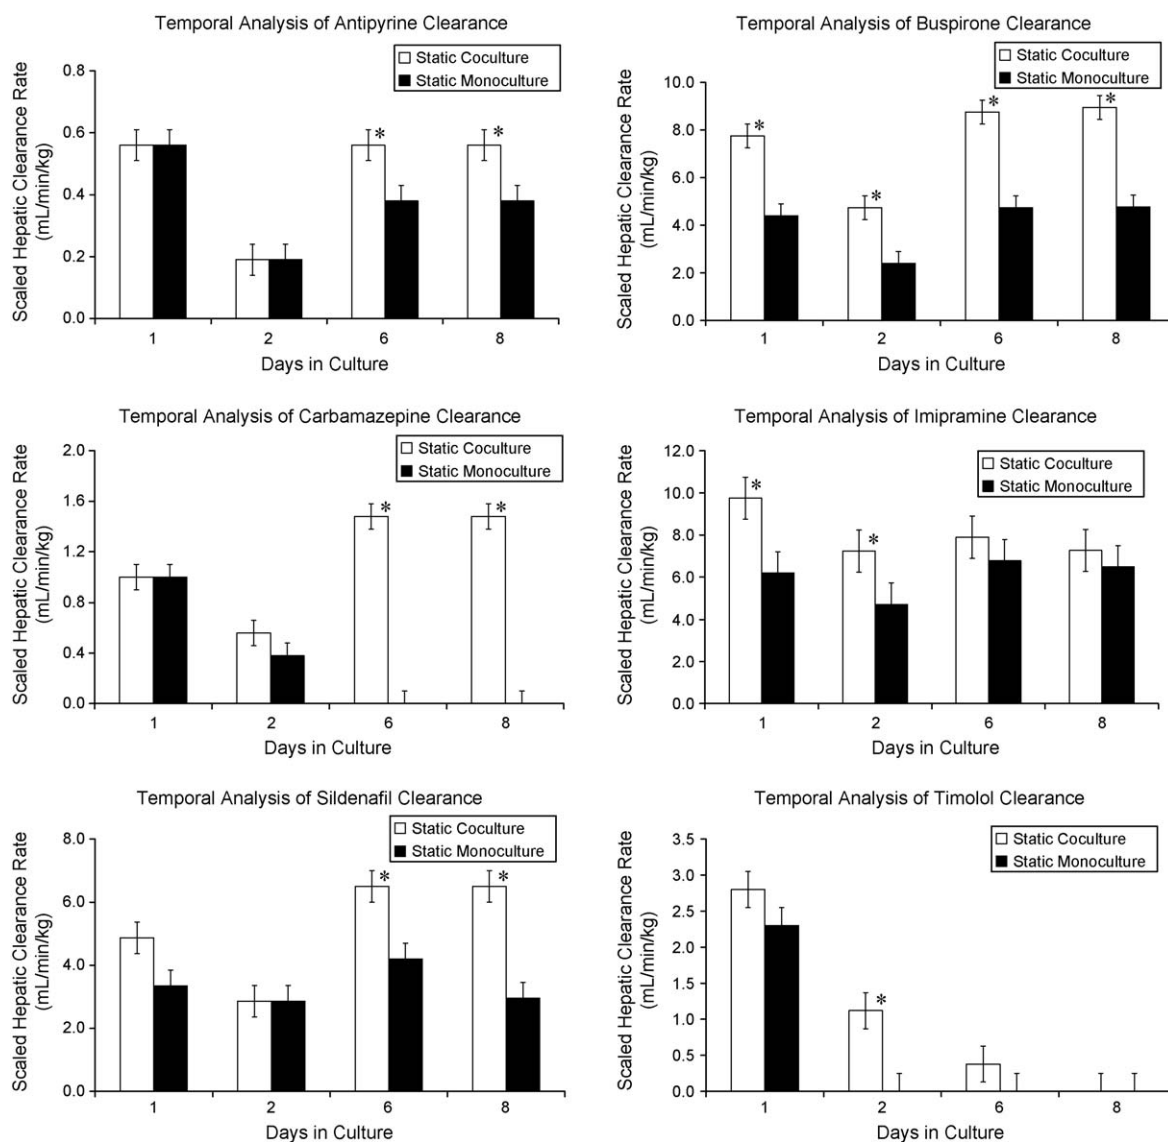 Temporal Analysis of Antipyrine Clearance
Static Coculture
Static Monoculture
Scaled Hepatic Clearance Rate
(mL/min/kg)
0.8
0.6
0.4
0.2
0.0
*
*
1 2 6 8
Days in Culture
Temporal Analysis of Buspirone Clearance
Static Coculture
Static Monoculture
Scaled Hepatic Clearance Rate
(mL/min/kg)
10.0
8.0
6.0
4.0
2.0
0.0
*
*
*
*
1 2 6 8
Days in Culture
Temporal Analysis of Carbamazepine Clearance
Static Coculture
Static Monoculture
Scaled Hepatic Clearance Rate
(mL/min/kg)
2.0
1.6
1.2
0.8
0.4
0.0
*
*
1 2 6 8
Days in Culture
Temporal Analysis of Imipramine Clearance
Static Coculture
Static Monoculture
Scaled Hepatic Clearance Rate
(mL/min/kg)
12.0
10.0
8.0
6.0
4.0
2.0
0.0
*
*
1 2 6 8
Days in Culture
Temporal Analysis of Sildenafil Clearance
Static Coculture
Static Monoculture
Scaled Hepatic Clearance Rate
(mL/min/kg)
8.0
6.0
4.0
2.0
0.0
*
*
1 2 6 8
Days in Culture
Temporal Analysis of Timolol Clearance
Static Coculture
Static Monoculture
Scaled Hepatic Clearance Rate
(mL/min/kg)
3.5
3.0
2.5
2.0
1.5
1.0
0.5
0.0
*
1 2 6 8
Days in Culture